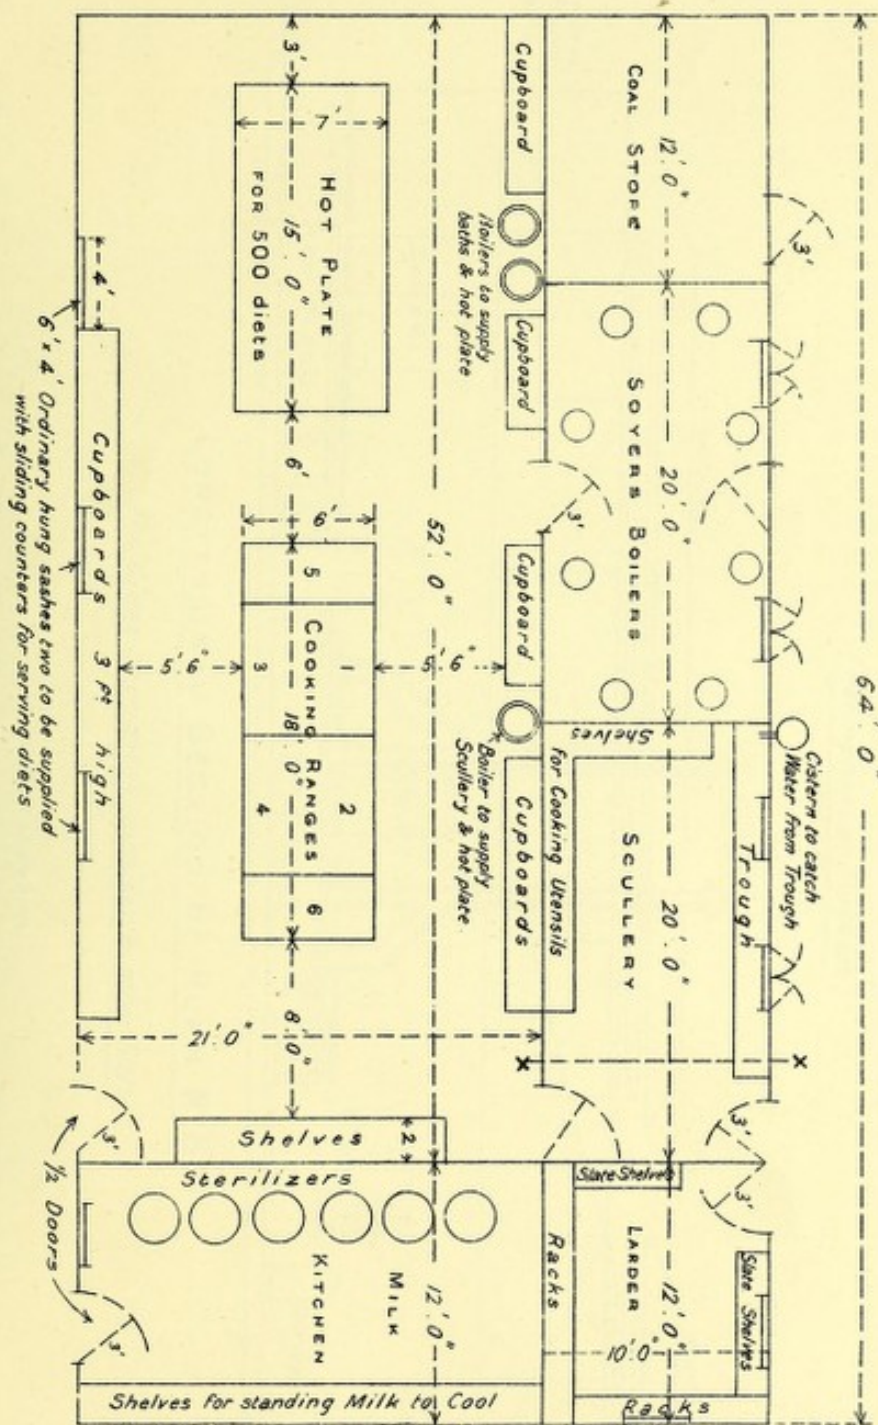 64'. 0"
COAL STORE
12'. 0"
3'
Cupboard
Boilers to supply
baths & hot plate
Cupboard
SOYERS BOILERS
20'. 0"
3'
Cupboard
Boiler to supply
Scullery & hot plate.
Shelves
For Cooking Utensils
Cupboards
SCULLERY
20'. 0"
Trough
Cistern to catch
Water from Trough
X
X
3'
3'
Slate Shelves
LARDER
12'. 0"
10'. 0"
Slate Shelves
Racks
Racks
52'. 0"
3'
7'
HOT PLATE
15'. 0"
FOR 500 diets
6'
6'
5
COOKING RANGES
18'. 0"
1
3
2
4
6
5'. 6"
5'. 6"
8'. 0"
21'. 0"
4'
Cupboards 3 ft high
6' x 4' Ordinary hung sashes two to be supplied
with sliding counters for serving diets
3'
½ Doors
3'
Shelves
2'
Sterilizers
MILK
KITCHEN
12'. 0"
Shelves for standing Milk to Cool